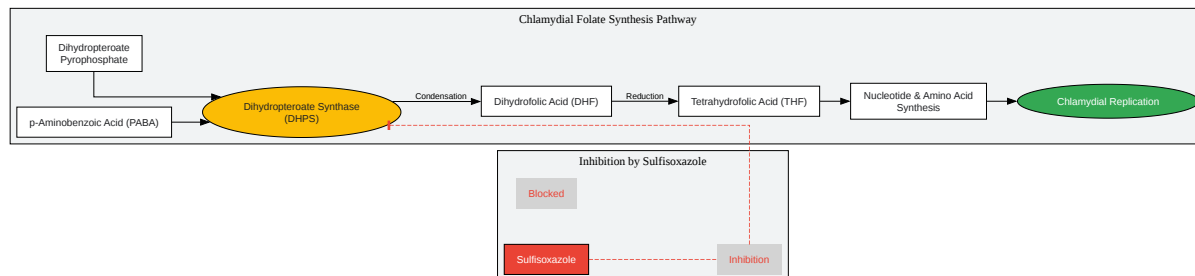 Chlamydial Folate Synthesis Pathway
Dihydropteroate
Pyrophosphate
p-Aminobenzoic Acid (PABA)
Dihydropteroate Synthase
(DHPS)
Condensation
Dihydrofolic Acid (DHF)
Reduction
Tetrahydrofolic Acid (THF)
Nucleotide & Amino Acid
Synthesis
Chlamydial Replication
Inhibition by Sulfisoxazole
Blocked
Sulfisoxazole
Inhibition